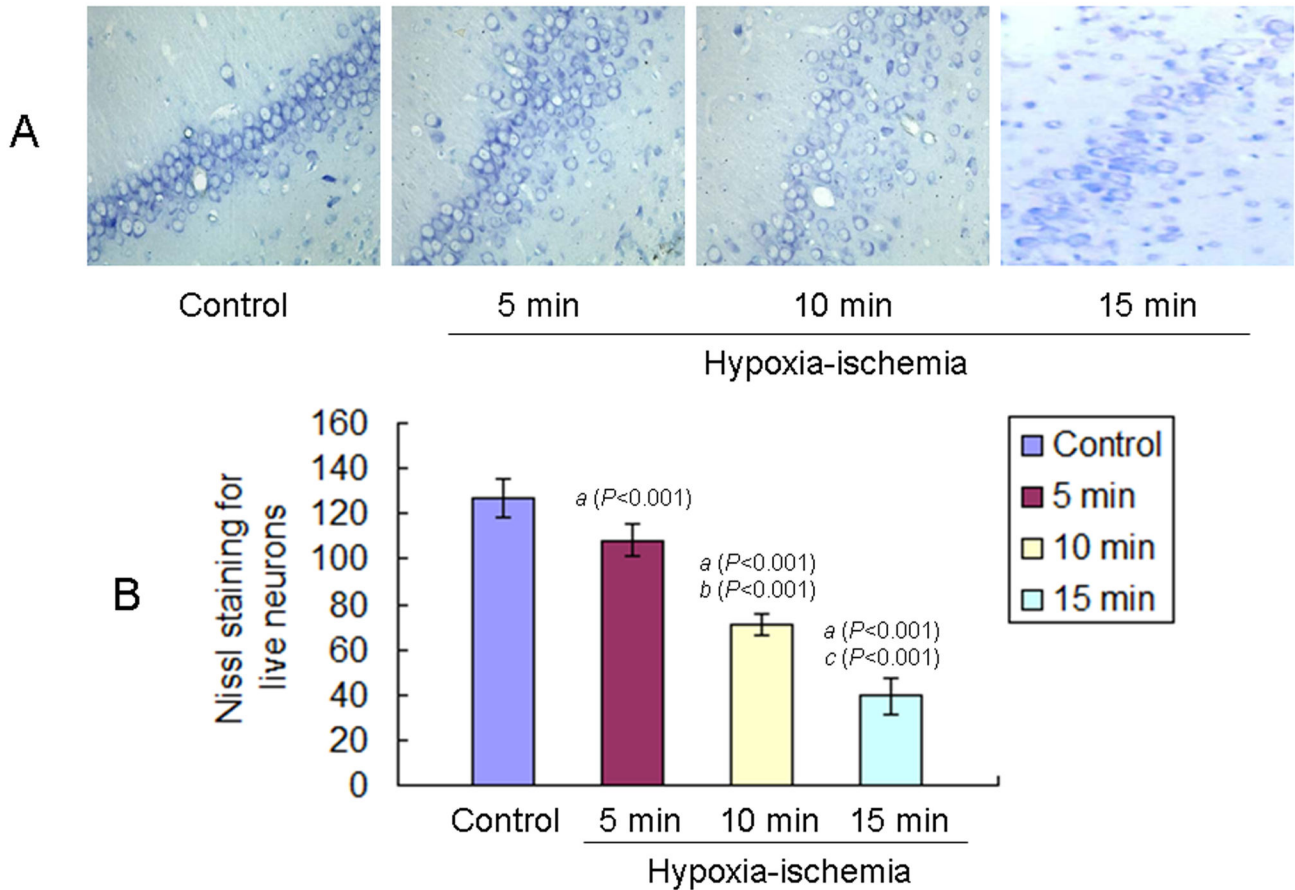 A
Control
5 min
10 min
15 min
Hypoxia-ischemia
B
Nissl staining for
live neurons
160
140
120
100
80
60
40
20
0
a (P<0.001)
a (P<0.001)
b (P<0.001)
a (P<0.001)
c (P<0.001)
Control
5 min
10 min
15 min
Hypoxia-ischemia
Control
5 min
10 min
15 min